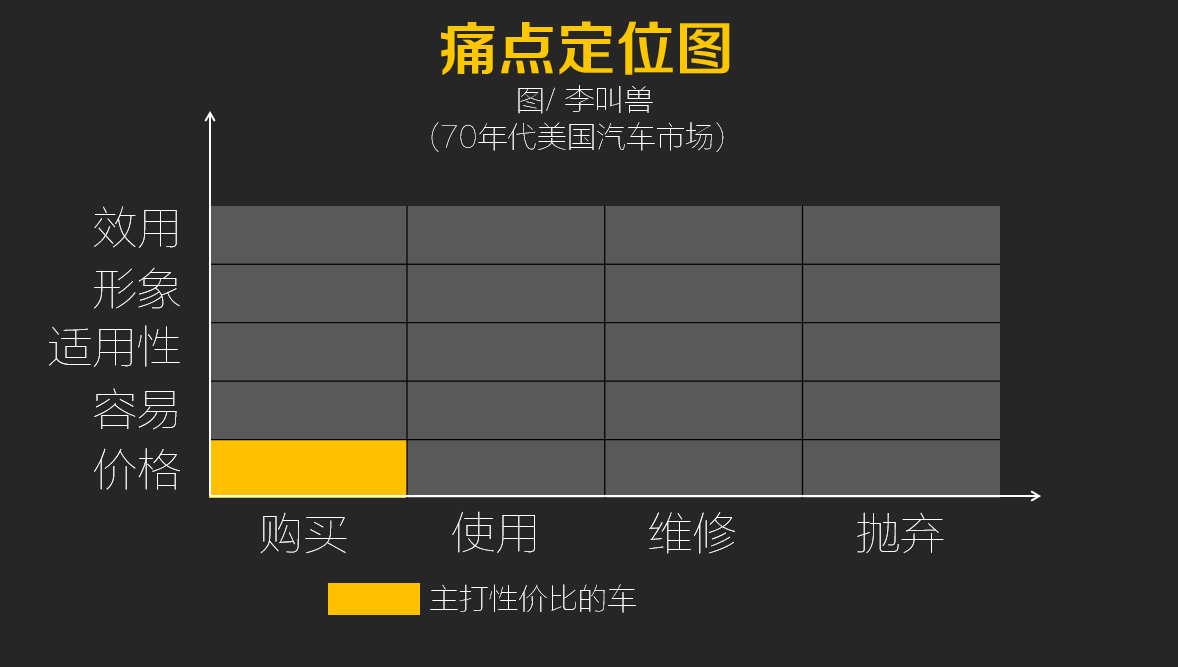 痛点定位图
图/ 李叫兽
(70年代美国汽车市场)
效用
形象
适用性
容易
价格
购买
使用
维修
抛弃
主打性价比的车